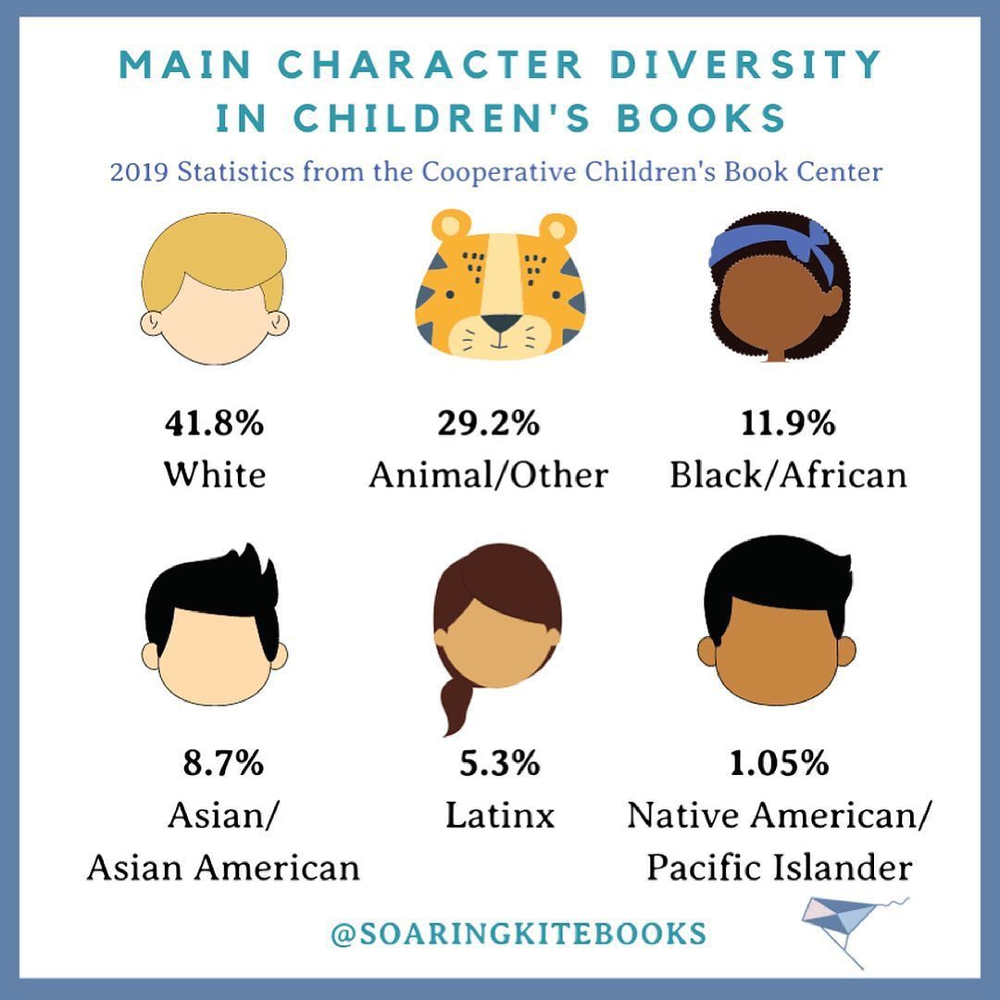 MAIN CHARACTER DIVERSITY
IN CHILDREN'S BOOKS
2019 Statistics from the Cooperative Children's Book Center
41.8%
White
29.2%
Animal/Other
11.9%
Black/African
8.7%
Asian/
Asian American
5.3%
Latinx
1.05%
Native American/
Pacific Islander
@SOARINGKITEBOOKS